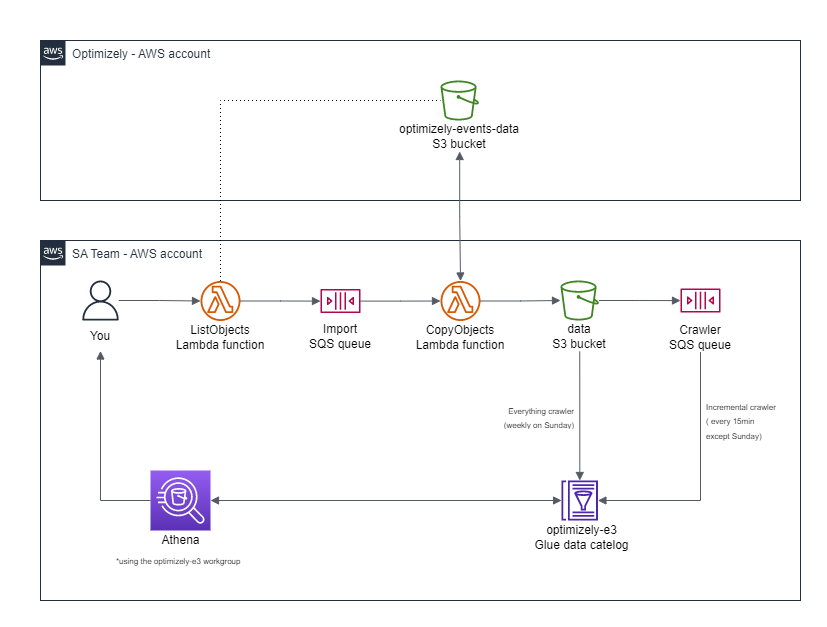 aws
Optimizely - AWS account
optimizely-events-data
S3 bucket
aws
SA Team - AWS account
You
ListObjects
Lambda function
Import
SQS queue
CopyObjects
Lambda function
data
S3 bucket
Crawler
SQS queue
Everything crawler
(weekly on Sunday)
Incremental crawler
( every 15min
except Sunday)
Athena
*using the optimizely-e3 workgroup
optimizely-e3
Glue data catelog